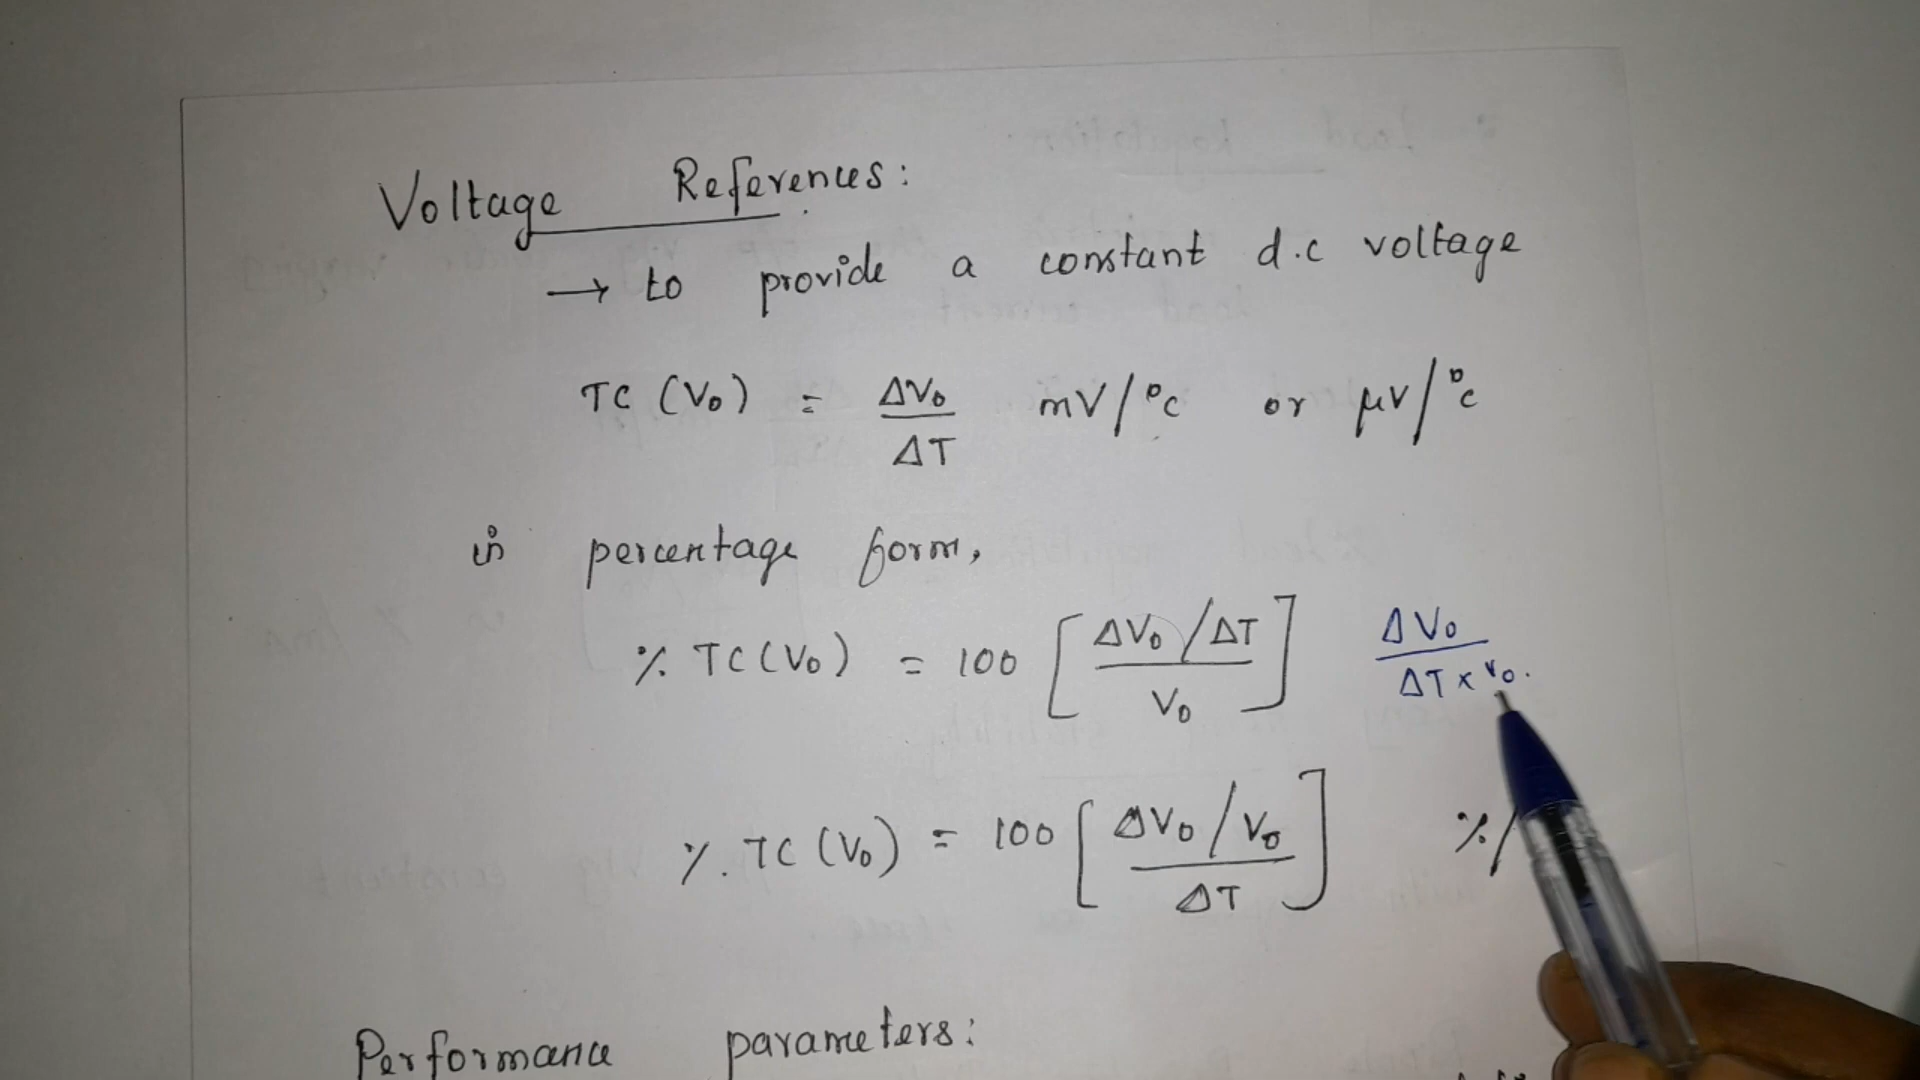 Voltage References:
→ to provide a constant d.c voltage
TC (V0) = ΔV0 / ΔT mV/°c or μV/°c
in percentage form,
% TC(V0) = 100 [ (ΔV0/ΔT) / V0 ] ΔV0 / (ΔT x V0.)
% TC (V0) = 100 [ (ΔV0/V0) / ΔT ] %/
Performance parameters: